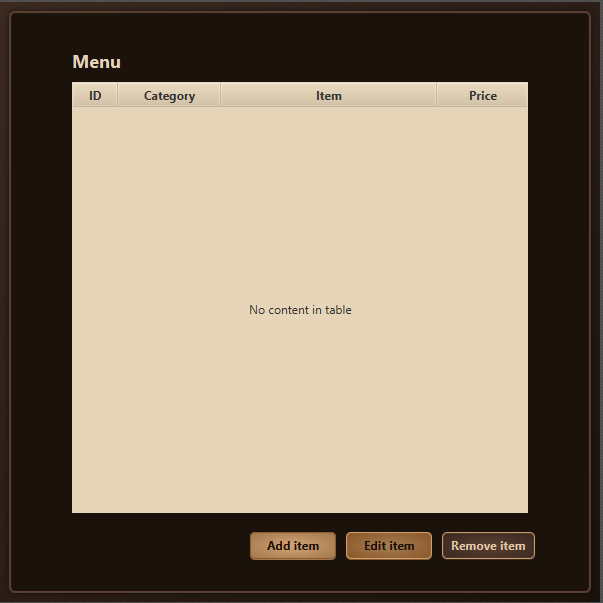 Menu
ID Category Item Price
No content in table
Add item Edit item Remove item